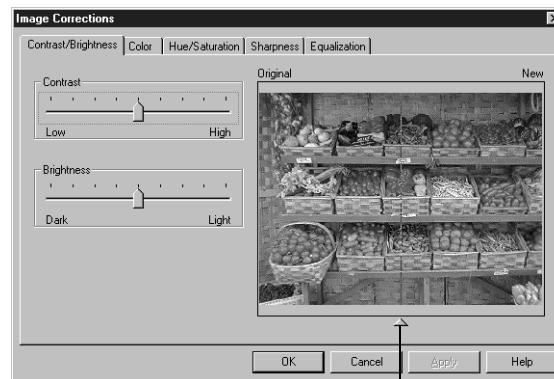 Image Corrections
Contrast/Brightness Color Hue/Saturation Sharpness Equalization
Contrast
Low High
Brightness
Dark Light
Original New
OK Cancel Apply Help